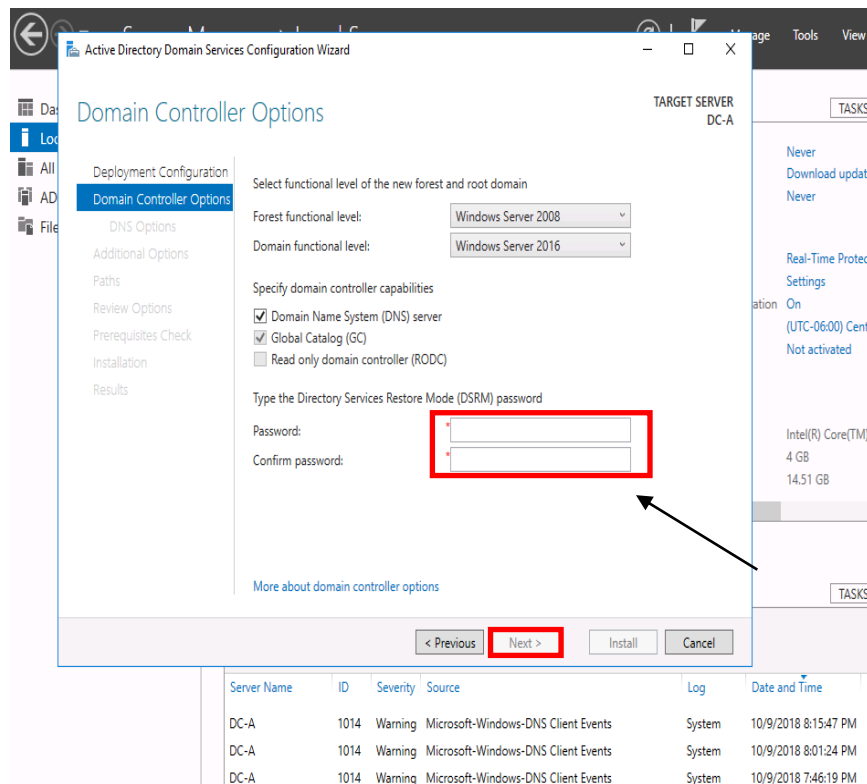 Manage Tools View
Active Directory Domain Services Configuration Wizard
Domain Controller Options
TARGET SERVER
DC-A
TASKS
Deployment Configuration
Domain Controller Options
DNS Options
Additional Options
Paths
Review Options
Prerequisites Check
Installation
Results
Select functional level of the new forest and root domain
Forest functional level: Windows Server 2008
Domain functional level: Windows Server 2016
Specify domain controller capabilities
Domain Name System (DNS) server
Global Catalog (GC)
Read only domain controller (RODC)
Type the Directory Services Restore Mode (DSRM) password
Password: *
Confirm password: *
More about domain controller options
< Previous Next > Install Cancel
All
AD
File
Never
Download updat
Never
Real-Time Protec
Settings
ation On
(UTC-06:00) Cent
Not activated
Intel(R) Core(TM)
4 GB
14.51 GB
TASKS
Server Name ID Severity Source Log Date and Time
DC-A 1014 Warning Microsoft-Windows-DNS Client Events System 10/9/2018 8:15:47 PM
DC-A 1014 Warning Microsoft-Windows-DNS Client Events System 10/9/2018 8:01:24 PM
DC-A 1014 Warning Microsoft-Windows-DNS Client Events System 10/9/2018 7:46:19 PM